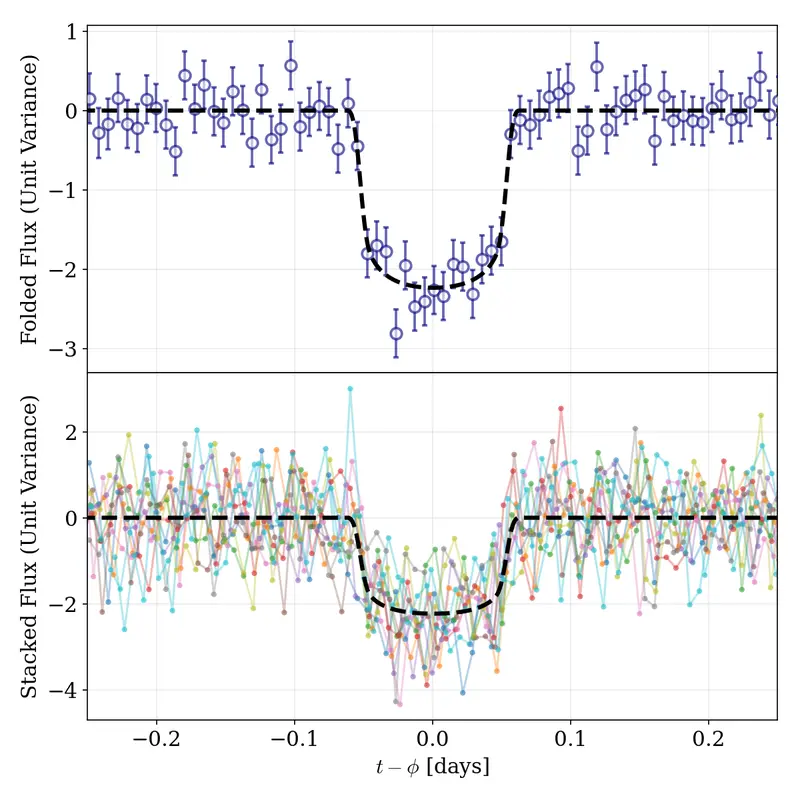 Folded Flux (Unit Variance)
1
0
−1
−2
−3
Stacked Flux (Unit Variance)
2
0
−2
−4
−0.2 −0.1 0.0 0.1 0.2
t − ϕ [days]